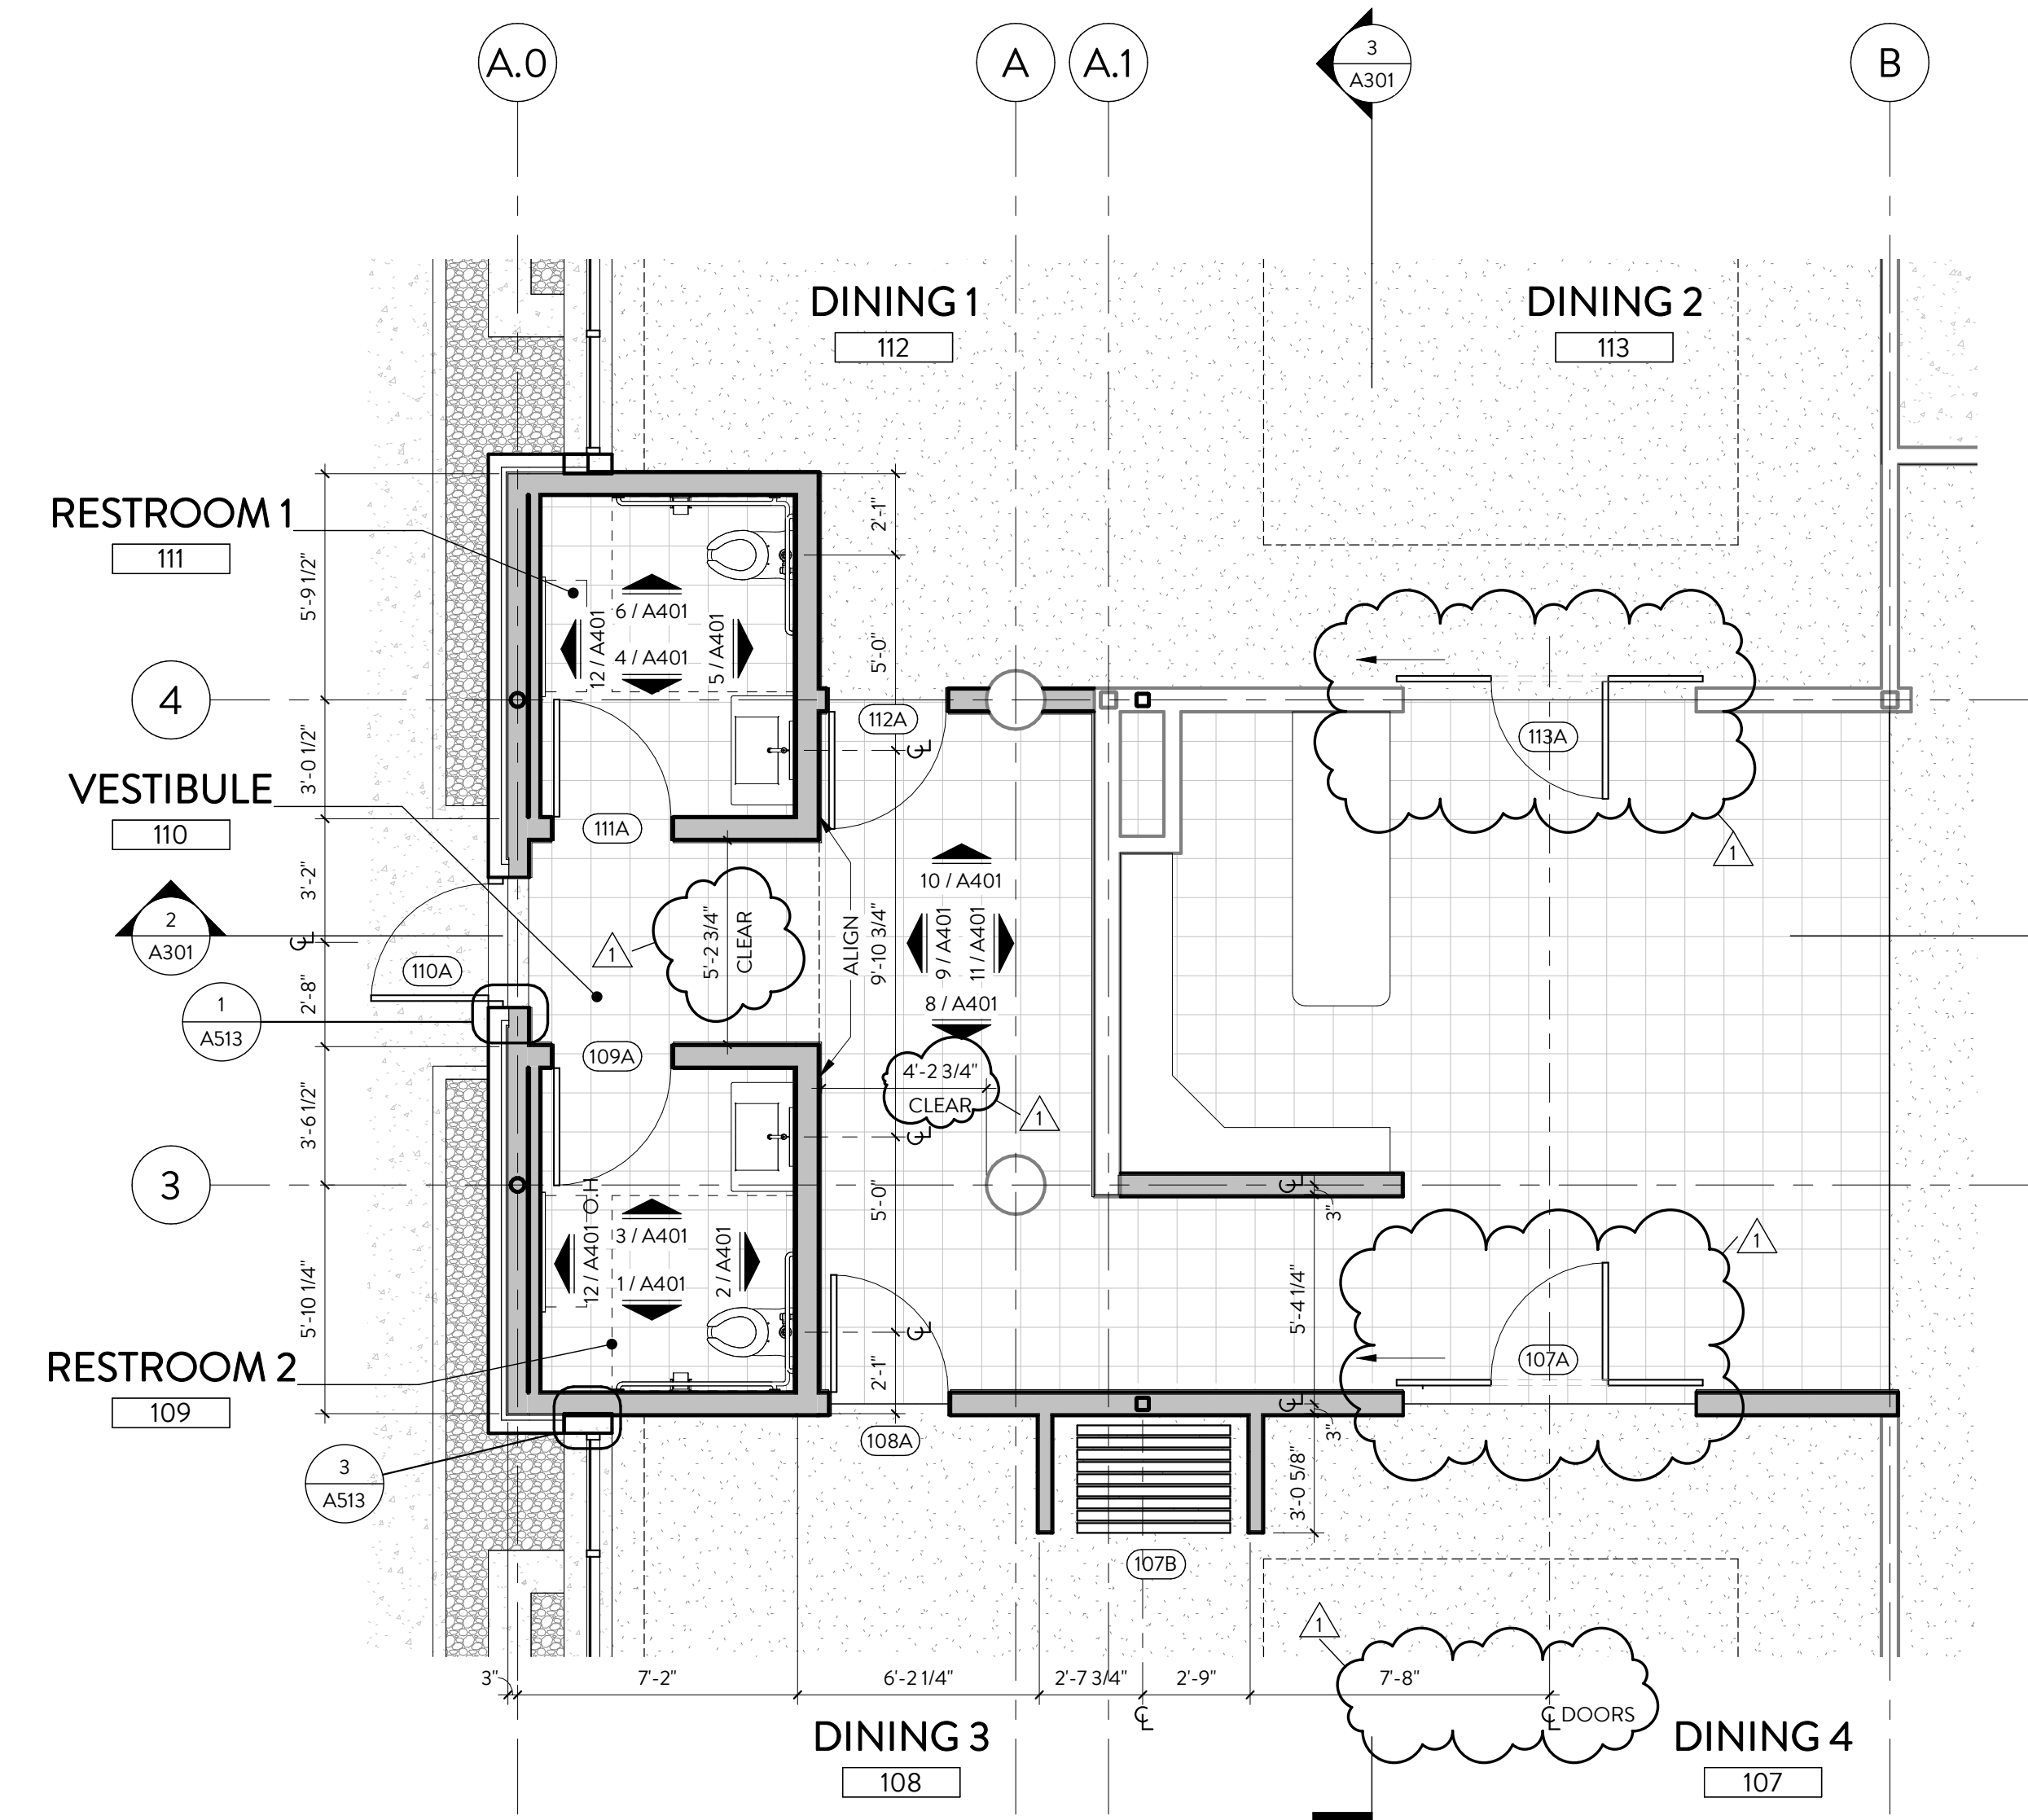 A.0
A
A.1
3
A301
B
DINING 1
112
DINING 2
113
RESTROOM 1
111
5'-9 1/2"
2'-1"
12 / A401
6 / A401
4 / A401
5 / A401
5'-0"
4
112A
113A
3'-0 1/2"
VESTIBULE
110
111A
1
3'-2"
10 / A401
2
A301
℄
110A
1
5'-2 3/4"
CLEAR
ALIGN
9'-10 3/4"
9 / A401
11 / A401
8 / A401
2'-8"
1
A513
109A
4'-2 3/4"
CLEAR
1
3'-6 1/2"
℄
℄
3
5'-0"
℄
3"
12 / A401 O.H
3 / A401
1 / A401
2 / A401
1
5'-10 1/4"
5'-4 1/4"
℄
107A
RESTROOM 2
109
2'-1"
℄
3"
108A
3
A513
3'-0 5/8"
107B
1
3"
7'-2"
6'-2 1/4"
2'-7 3/4"
2'-9"
7'-8"
℄
℄ DOORS
DINING 3
108
DINING 4
107